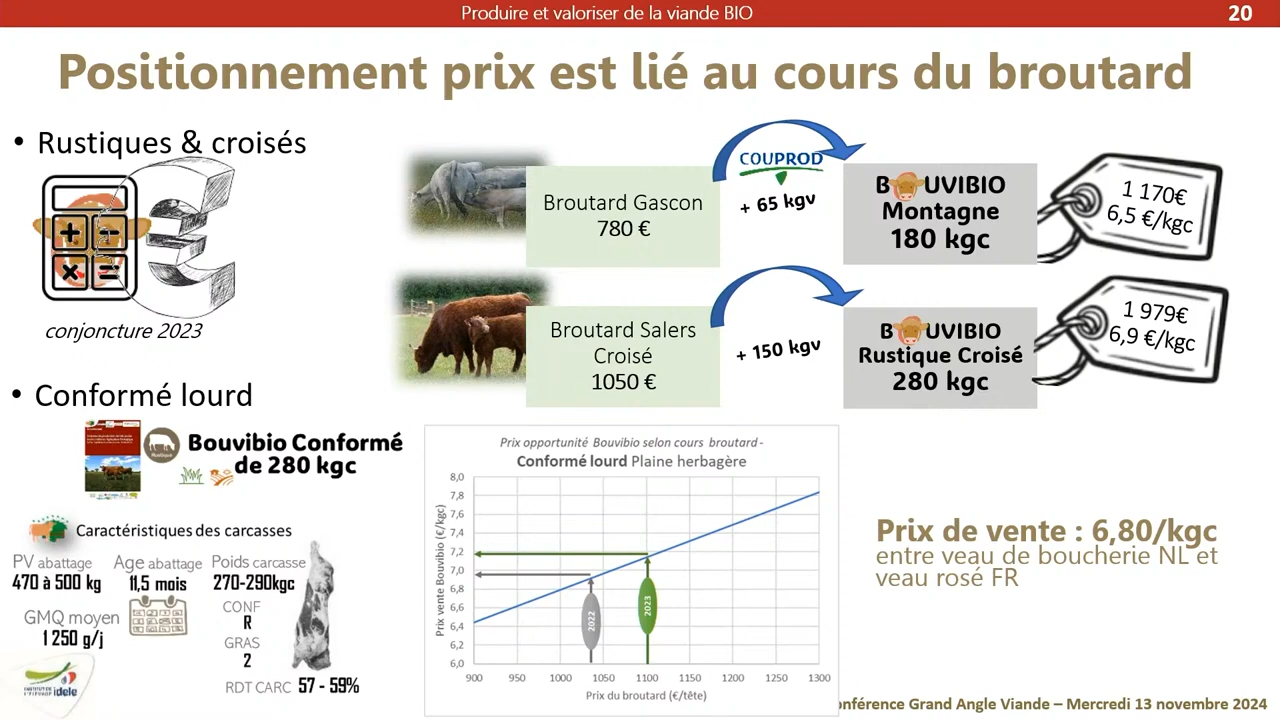 Produire et valoriser de la viande BIO
20
Positionnement prix est lié au cours du broutard
• Rustiques & croisés
conjoncture 2023
Broutard Gascon
780 €
COUPROD
+ 65 kgv
B UVIBIO
Montagne
180 kgc
1 170€
6,5 €/kgc
Broutard Salers
Croisé
1050 €
+ 150 kgv
B UVIBIO
Rustique Croisé
280 kgc
1 979€
6,9 €/kgc
• Conformé lourd
Bouvibio Conformé
de 280 kgc
Caractéristiques des carcasses
PV abattage
470 à 500 kg
Age abattage
11,5 mois
Poids carcasse
270-290kgc
GMQ moyen
1 250 g/j
CONF
R
GRAS
2
RDT CARC 57 - 59%
INSTITUT DE
L'ELEVAGE idele
Prix opportunité Bouvibio selon cours broutard -
Conformé lourd Plaine herbagère
Prix vente Bouvibio (€/kgc)
8,0
7,8
7,6
7,4
7,2
7,0
6,8
6,6
6,4
6,2
6,0
2022
2023
900 950 1000 1050 1100 1150 1200 1250 1300
Prix du broutard (€/tête)
Prix de vente : 6,80/kgc
entre veau de boucherie NL et
veau rosé FR
onférence Grand Angle Viande – Mercredi 13 novembre 2024